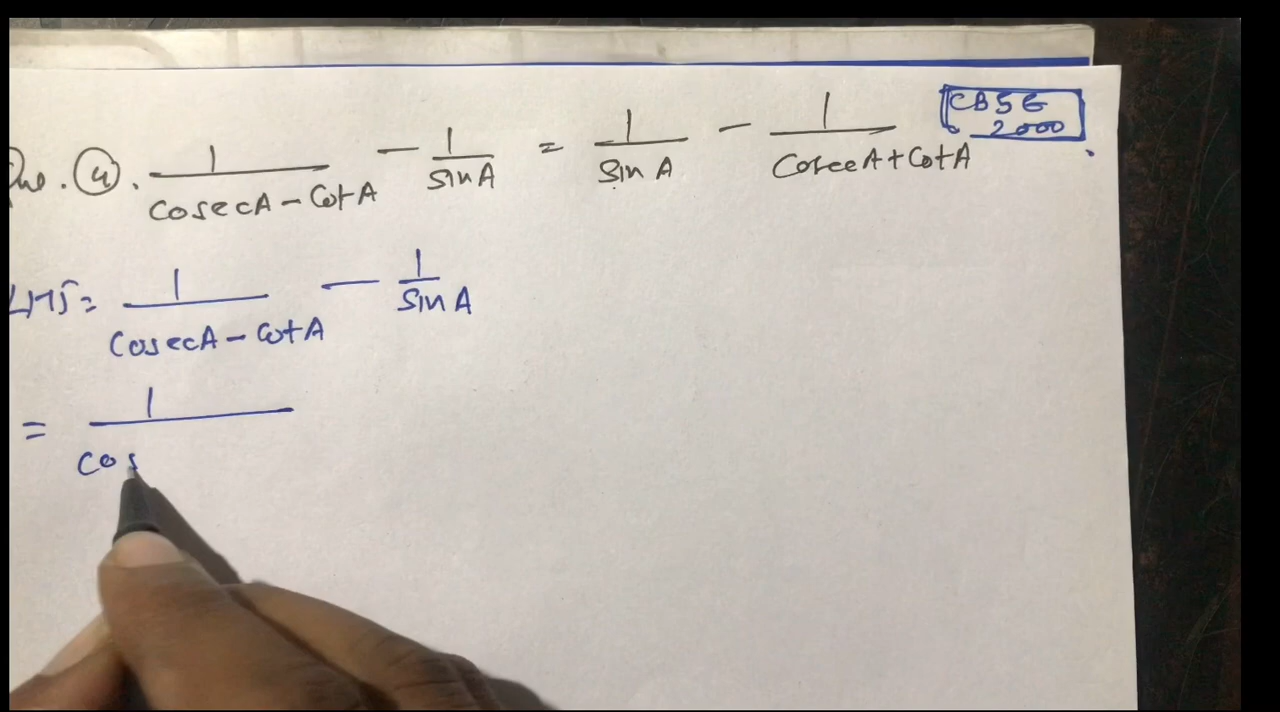 Que. (4). 1/(cosecA - cotA) - 1/(sinA) = 1/(sinA) - 1/(cosecA + cotA)
CBSE
2000
LHS = 1/(cosecA - cotA) - 1/(sinA)
= 1/(cos